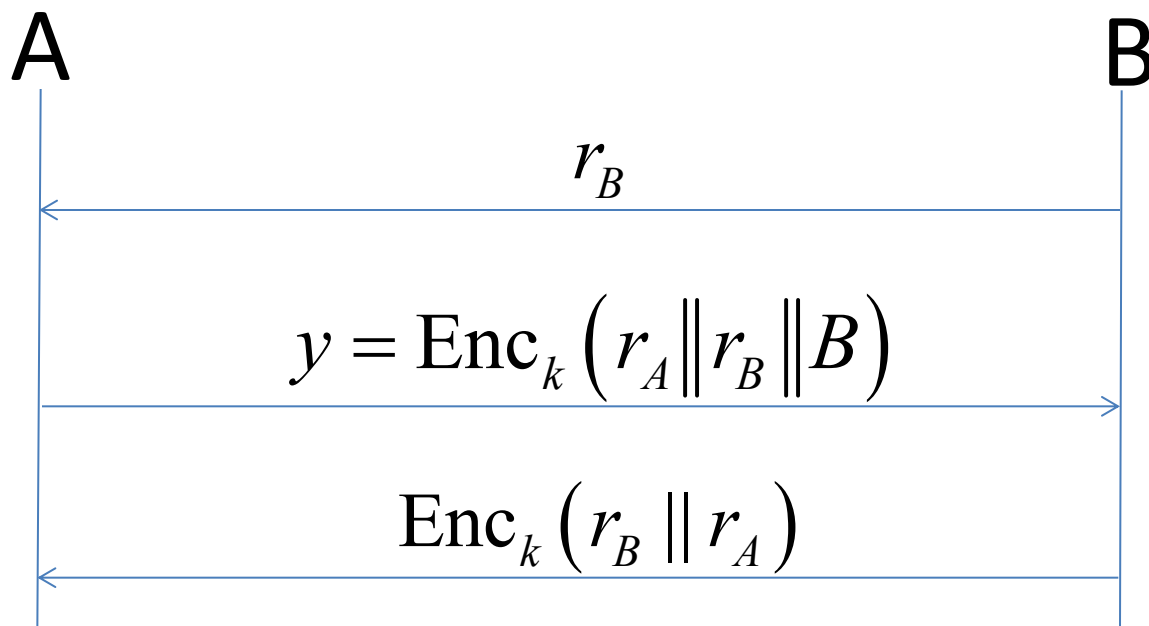 A B
r_B
y = Enc_k (r_A‖r_B‖B)
Enc_k (r_B || r_A)